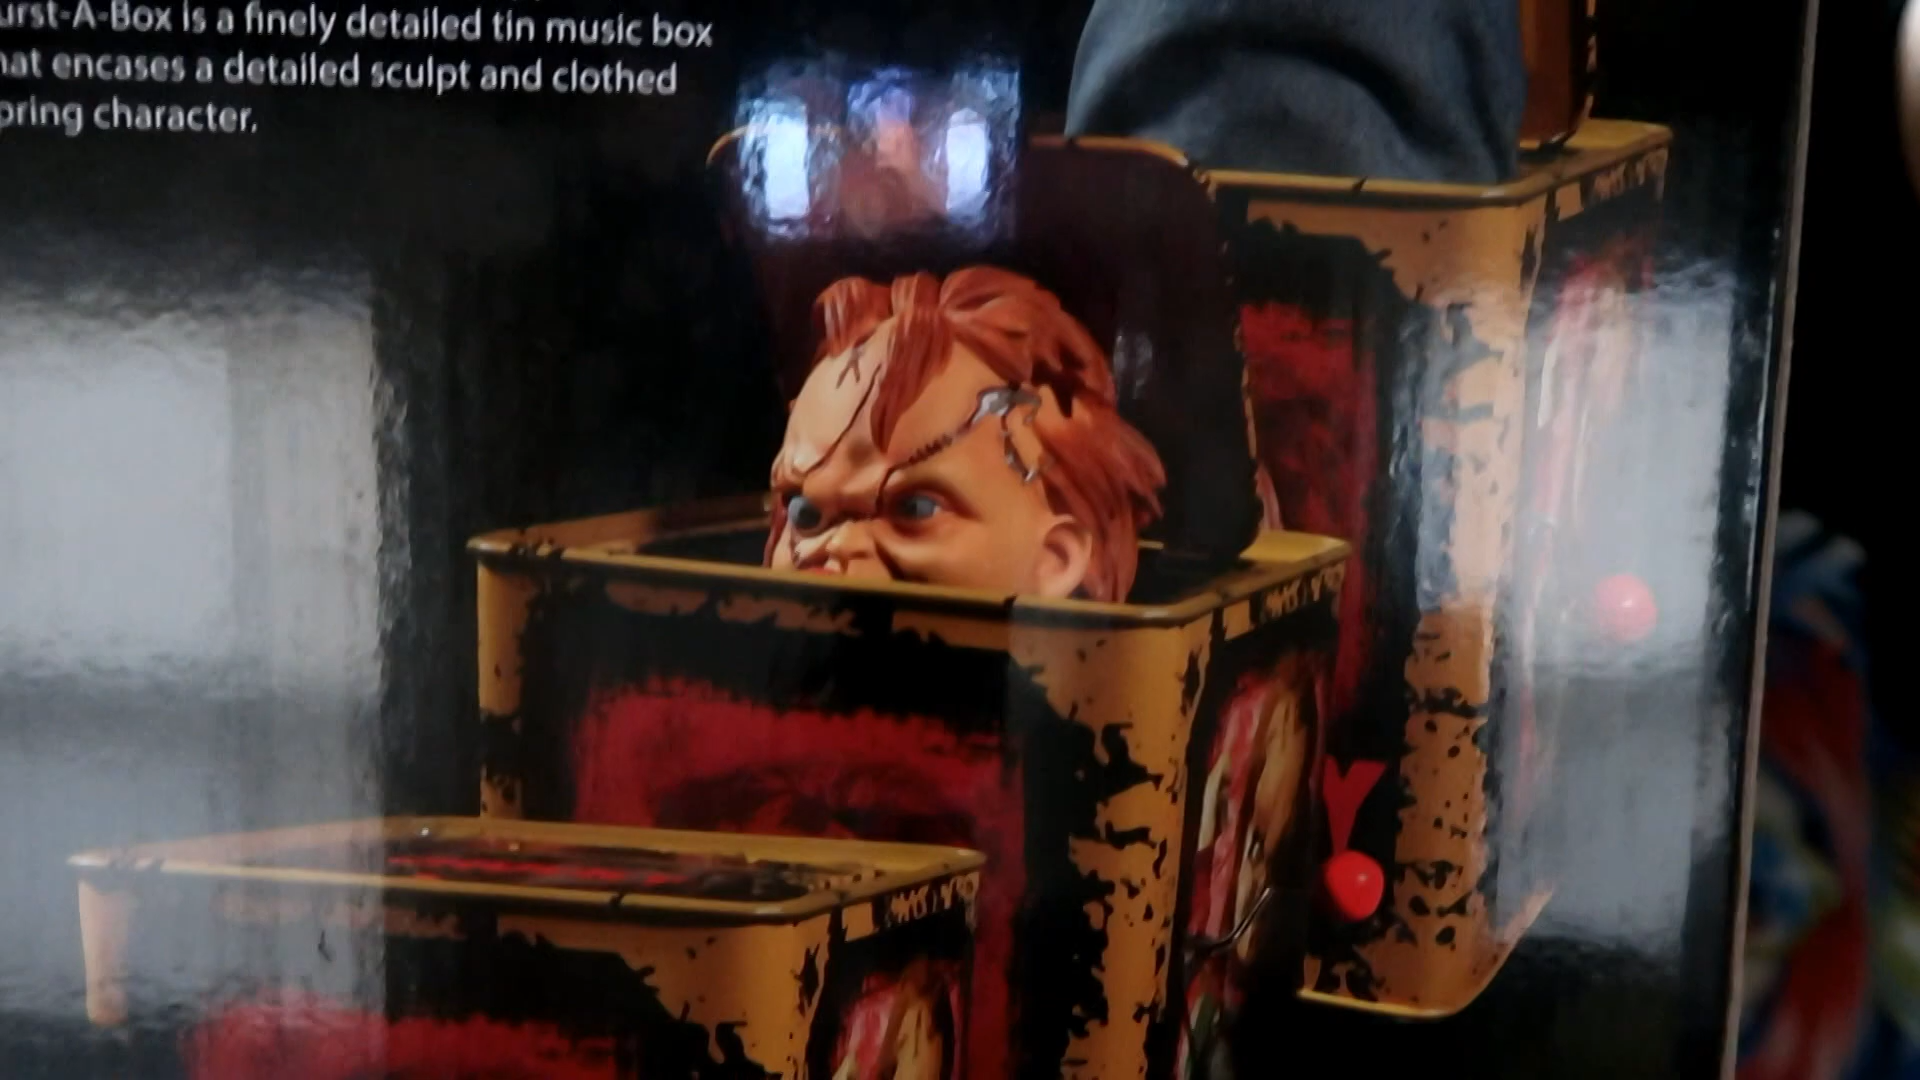 urst-A-Box is a finely detailed tin music box
hat encases a detailed sculpt and clothed
pring character.